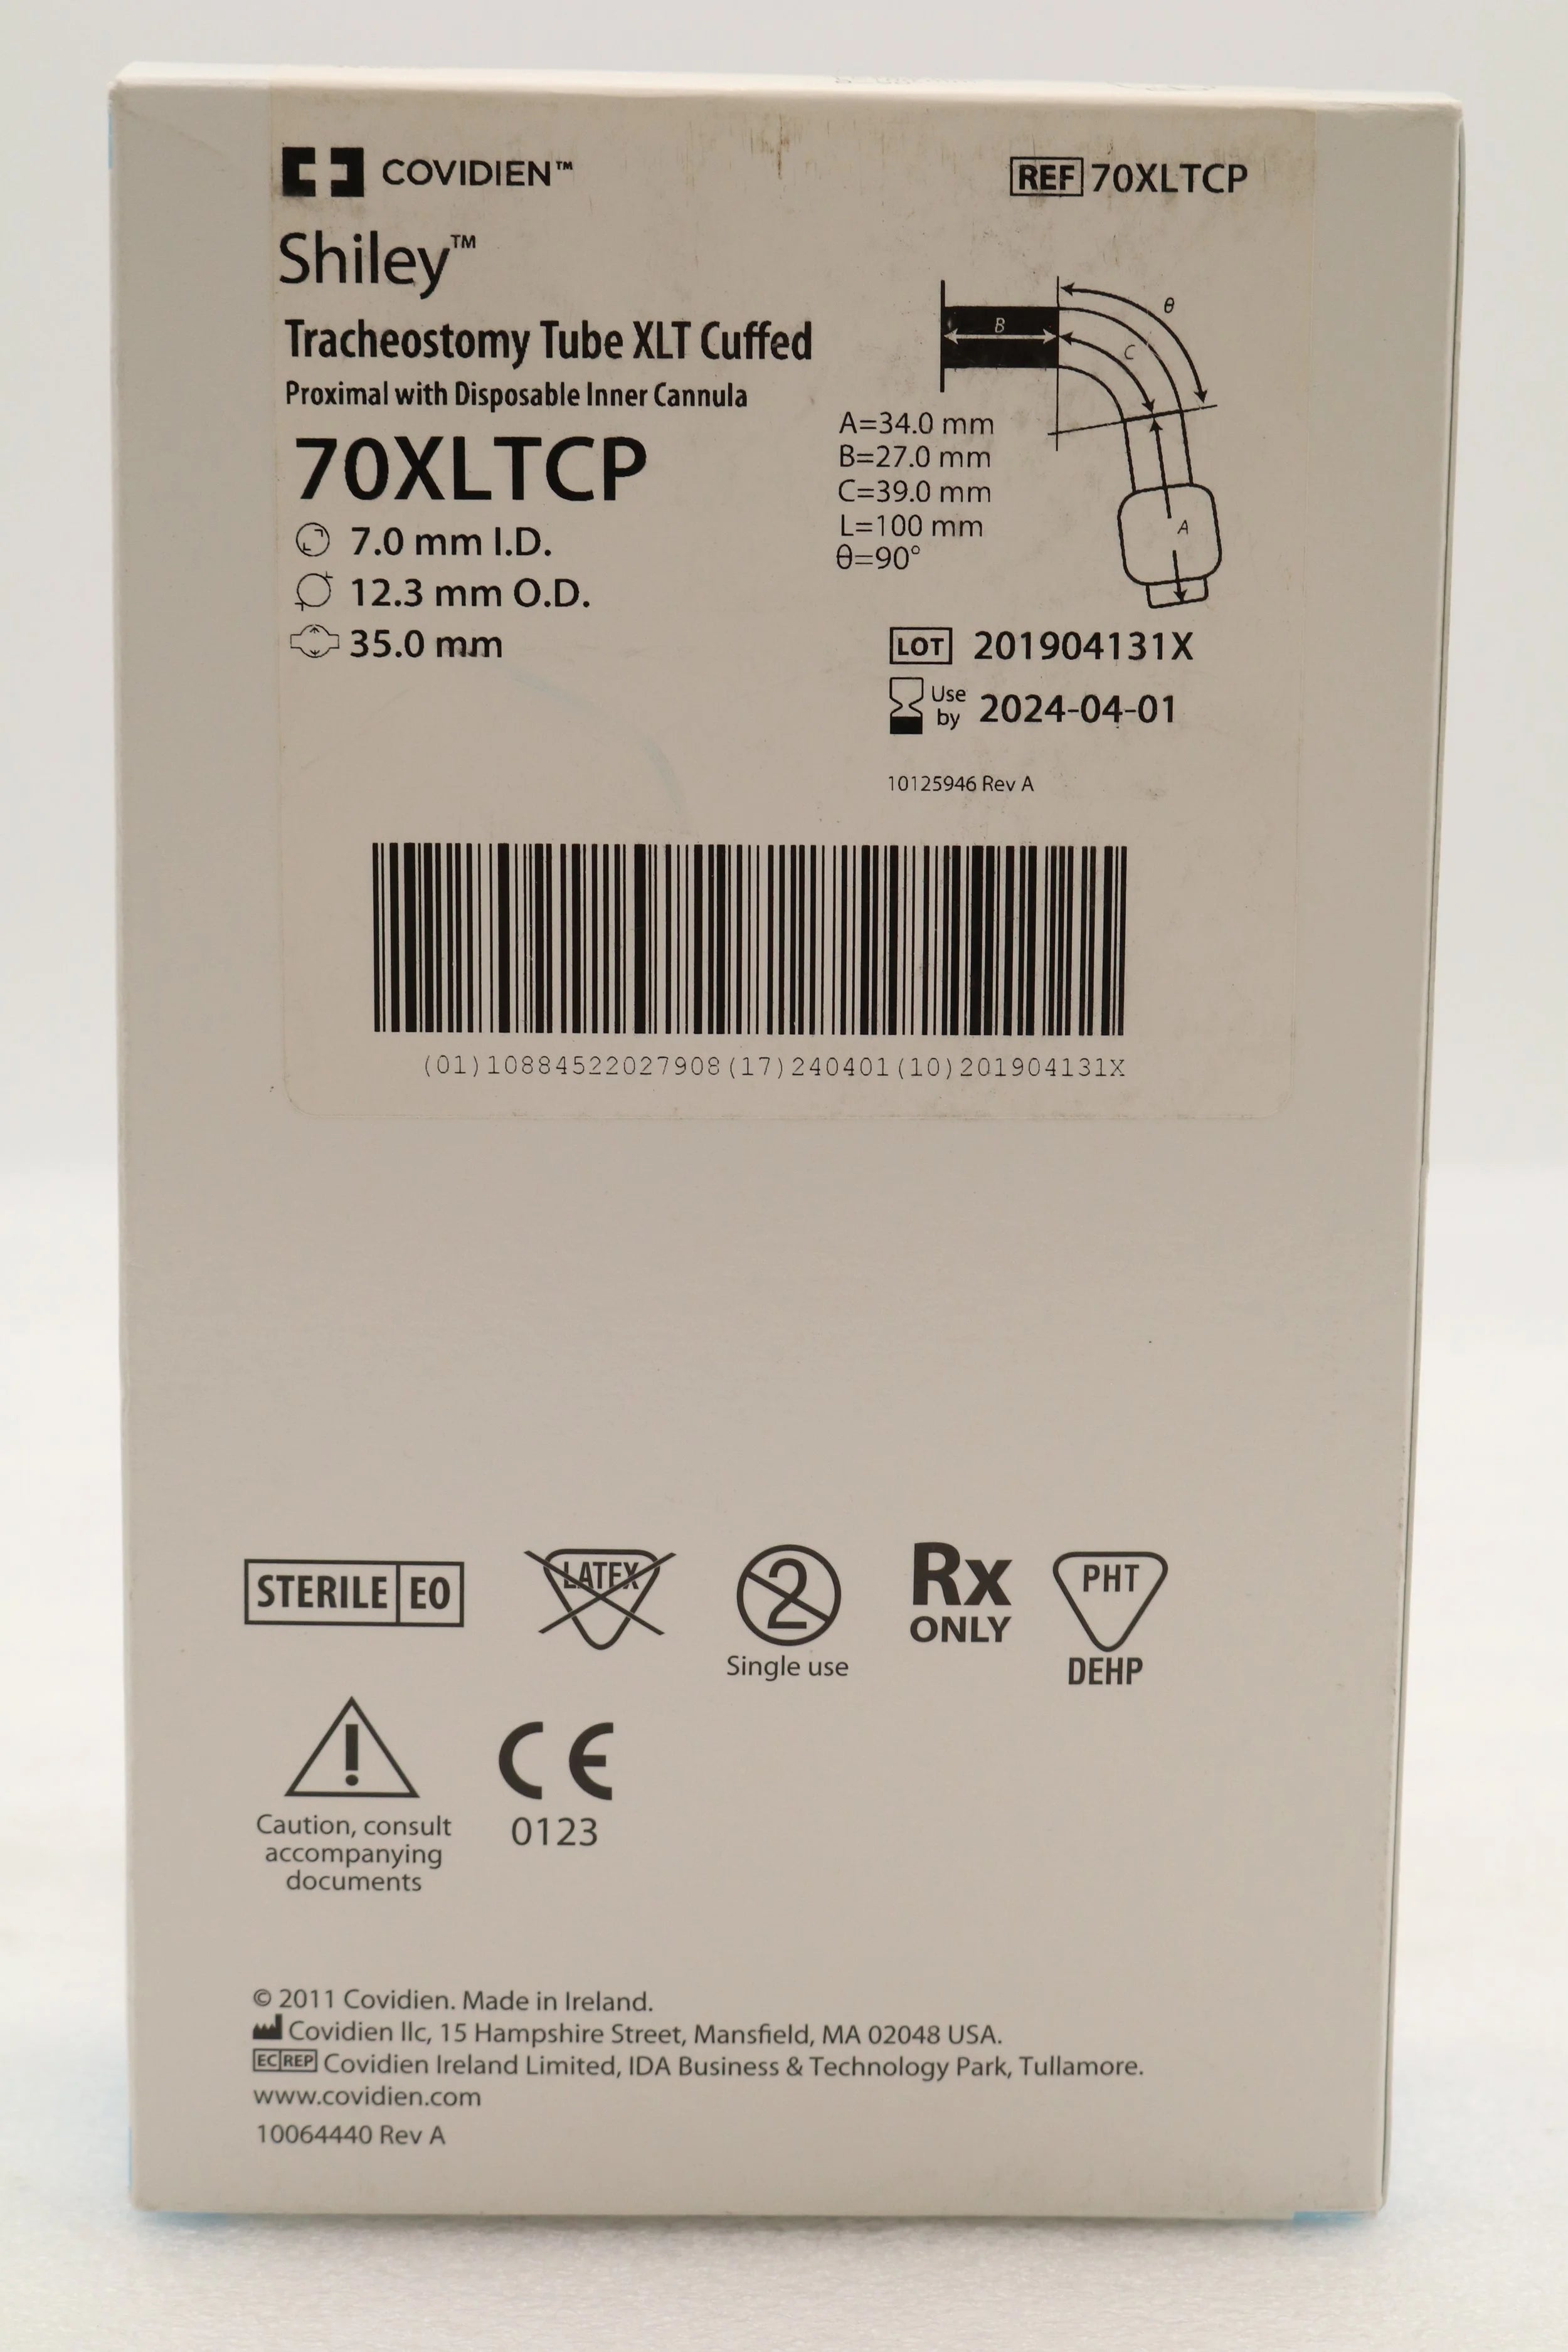 COVIDIEN™
REF 70XLTCP
Shiley™
Tracheostomy Tube XLT Cuffed
Proximal with Disposable Inner Cannula
70XLTCP
7.0 mm I.D.
12.3 mm O.D.
35.0 mm
B
C
θ
A
A=34.0 mm
B=27.0 mm
C=39.0 mm
L=100 mm
θ=90°
LOT 201904131X
Use by 2024-04-01
10125946 Rev A
(01)10884522027908(17)240401(10)201904131X
STERILE EO
LATEX
2
Single use
Rx
ONLY
PHT
DEHP
!
Caution, consult
accompanying
documents
CE
0123
© 2011 Covidien. Made in Ireland.
Covidien llc, 15 Hampshire Street, Mansfield, MA 02048 USA.
EC REP Covidien Ireland Limited, IDA Business & Technology Park, Tullamore.
www.covidien.com
10064440 Rev A